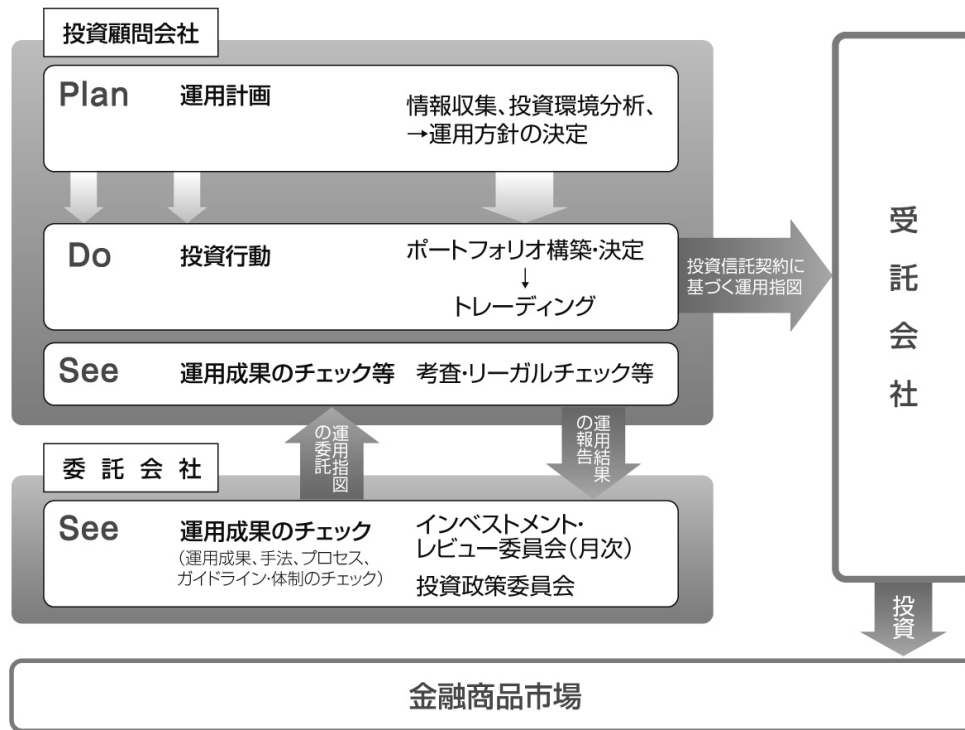 投資顧問会社
Plan
運用計画
情報収集、投資環境分析、
→運用方針の決定
Do
投資行動
ポートフォリオ構築・決定
↓
トレーディング
投資信託契約に
基づく運用指図
See
運用成果のチェック等
考査・リーガルチェック等
運用指図
の委託
運用結果
の報告
委託会社
See
運用成果のチェック
(運用成果、手法、プロセス、
ガイドライン・体制のチェック)
インベストメント・
レビュー委員会(月次)
投資政策委員会
受託会社
投資
金融商品市場